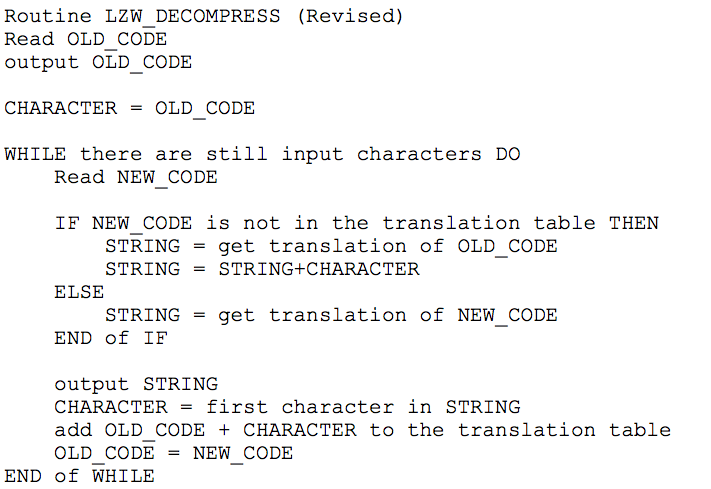 Routine LZW_DECOMPRESS (Revised)
Read OLD_CODE
output OLD_CODE
CHARACTER = OLD_CODE
WHILE there are still input characters DO
    Read NEW_CODE
    IF NEW_CODE is not in the translation table THEN
        STRING = get translation of OLD_CODE
        STRING = STRING+CHARACTER
    ELSE
        STRING = get translation of NEW_CODE
    END of IF
    output STRING
    CHARACTER = first character in STRING
    add OLD_CODE + CHARACTER to the translation table
    OLD_CODE = NEW_CODE
END of WHILE